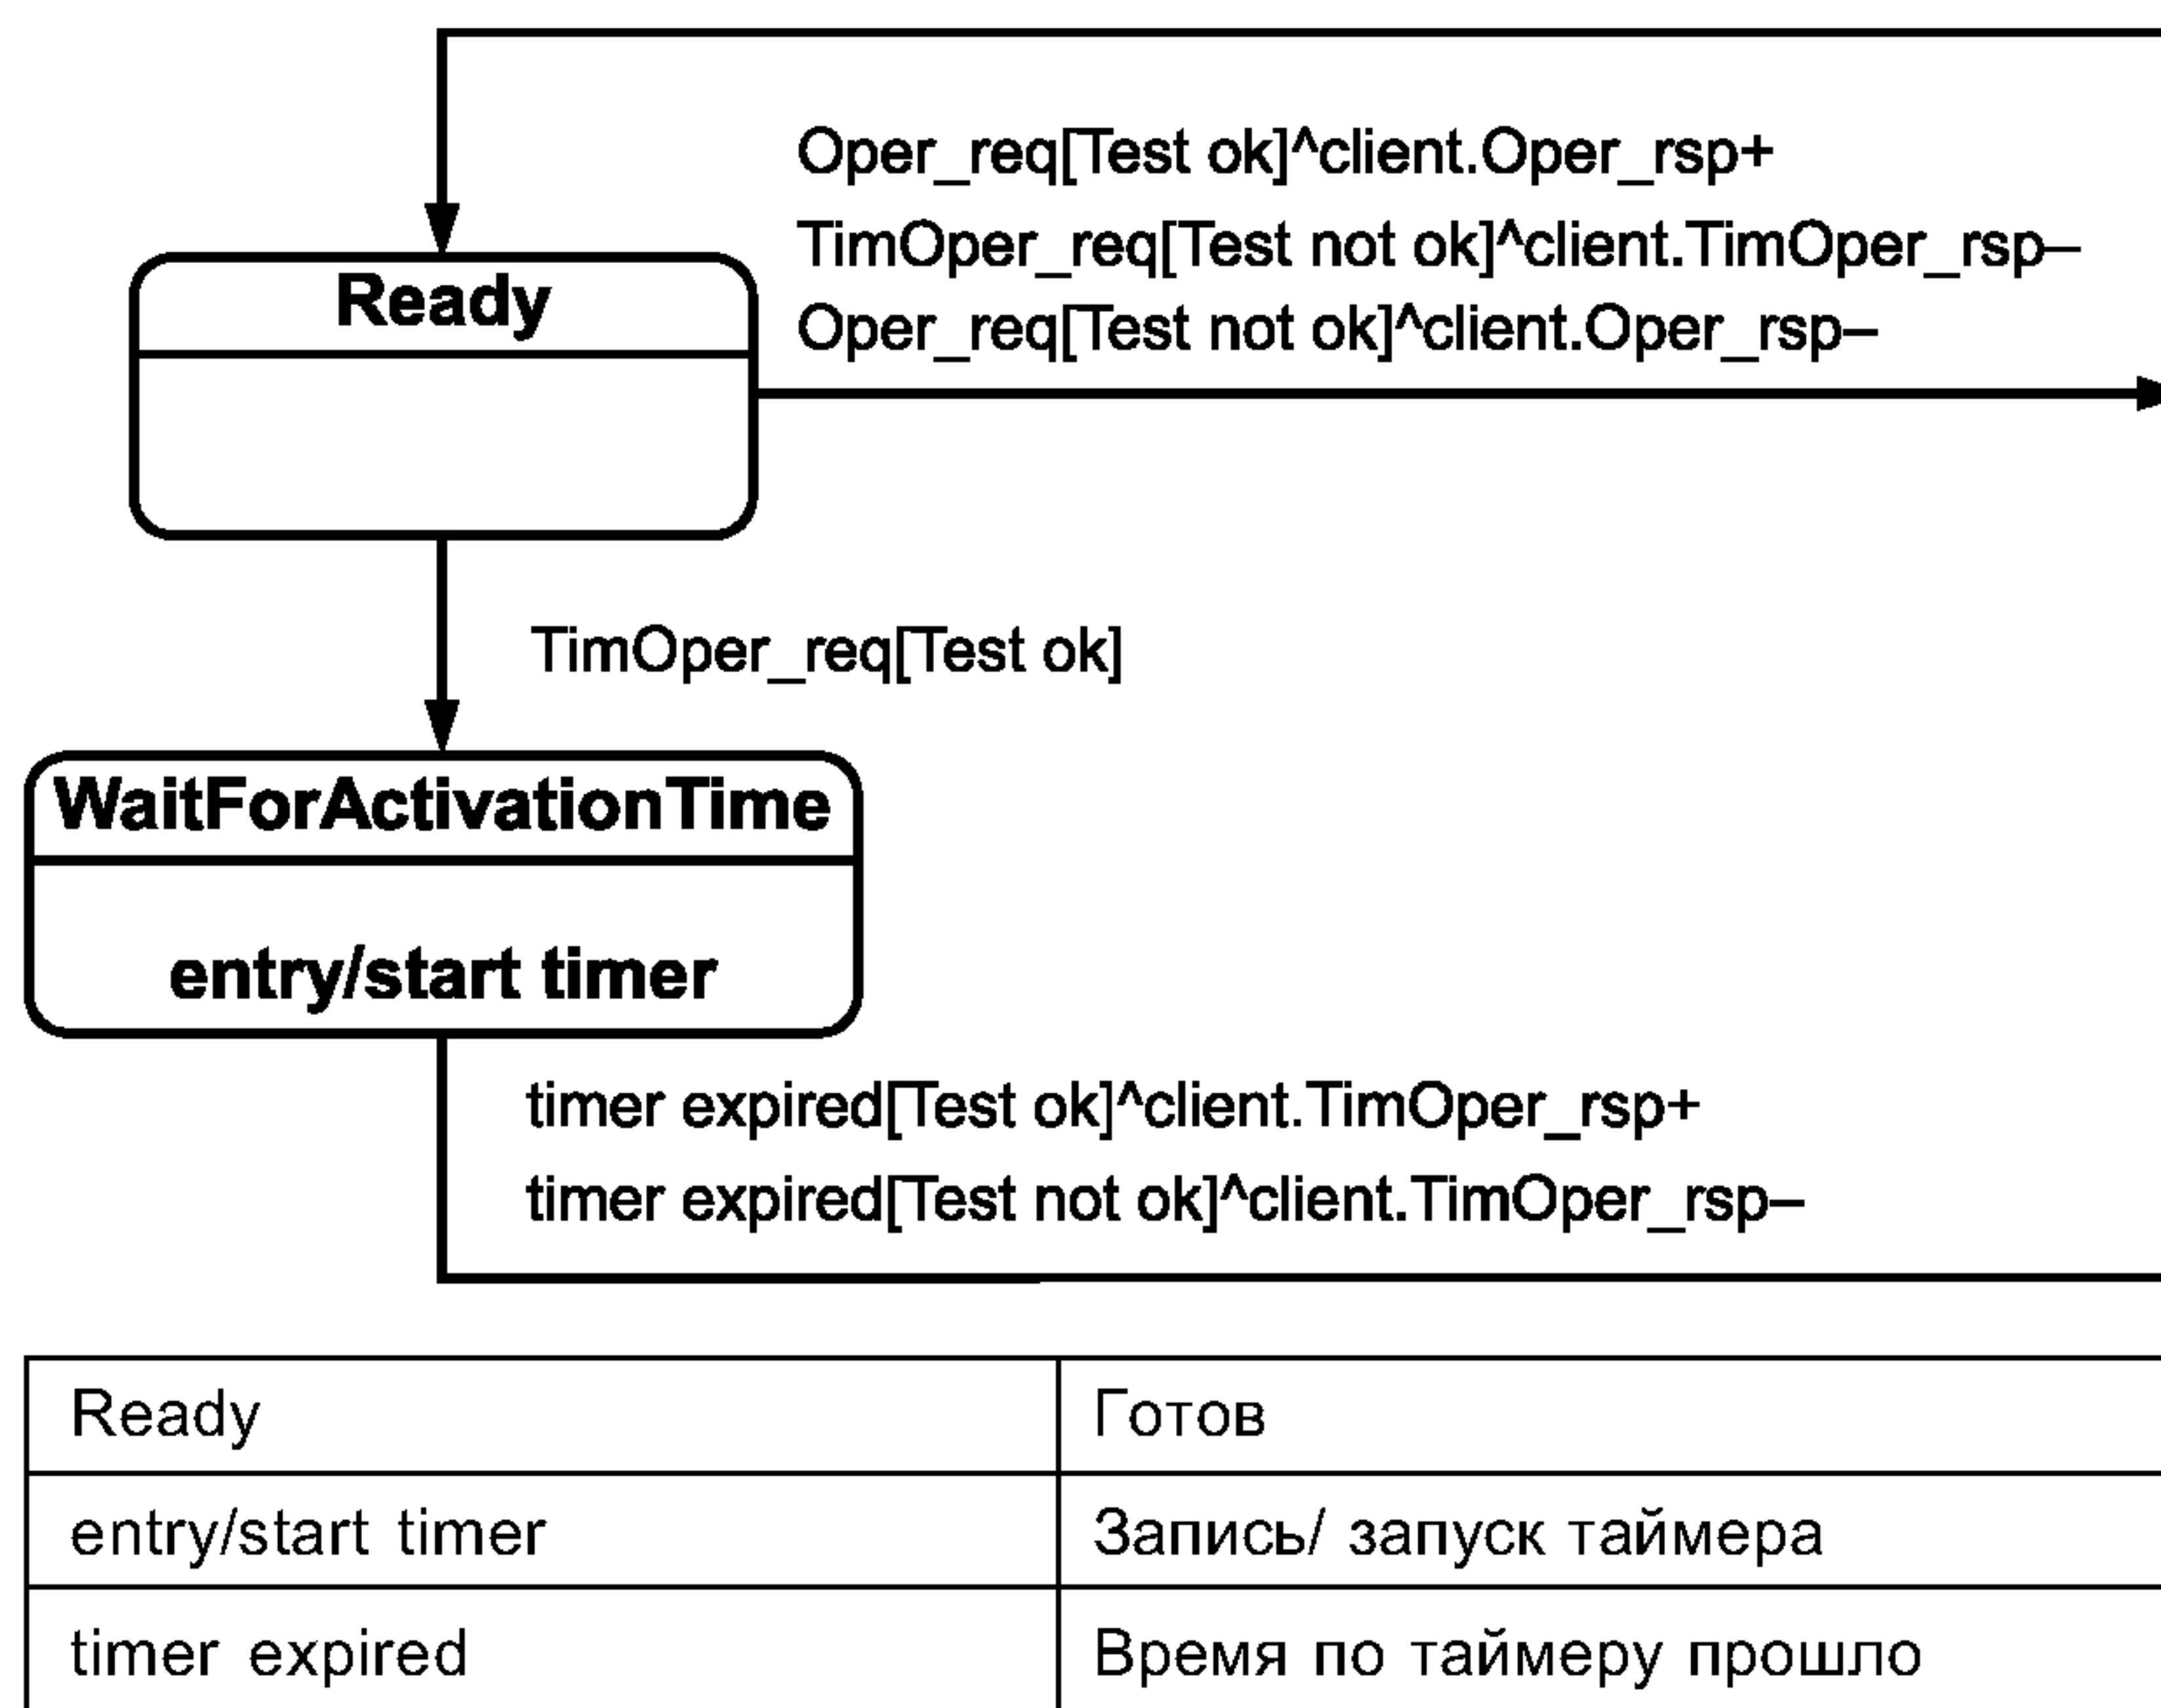 Oper_req[Test ok]^client.Oper_rsp+
TimOper_req[Test not ok]^client.TimOper_rsp–
Oper_req[Test not ok]^client.Oper_rsp–
Ready
TimOper_req[Test ok]
WaitForActivationTime
entry/start timer
timer expired[Test ok]^client.TimOper_rsp+
timer expired[Test not ok]^client.TimOper_rsp–
Ready Готов
entry/start timer Запись/ запуск таймера
timer expired Время по таймеру прошло